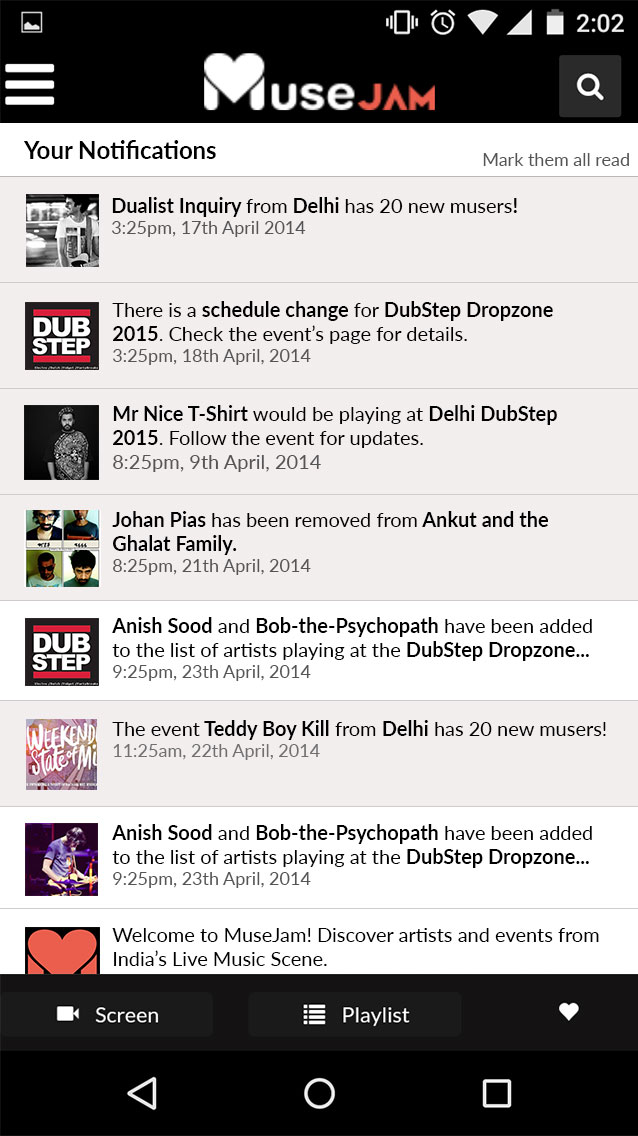 2:02
MuseJAM
Your Notifications
Mark them all read
Dualist Inquiry from Delhi has 20 new musers!
3:25pm, 17th April 2014
DUB
STEP
There is a schedule change for DubStep Dropzone
2015. Check the event's page for details.
3:25pm, 18th April, 2014
Mr Nice T-Shirt would be playing at Delhi DubStep
2015. Follow the event for updates.
8:25pm, 9th April, 2014
Johan Pias has been removed from Ankut and the
Ghalat Family.
8:25pm, 21th April, 2014
DUB
STEP
Anish Sood and Bob-the-Psychopath have been added
to the list of artists playing at the DubStep Dropzone...
9:25pm, 23th April, 2014
WEEKEND
State of Mi
The event Teddy Boy Kill from Delhi has 20 new musers!
11:25am, 22th April, 2014
Anish Sood and Bob-the-Psychopath have been added
to the list of artists playing at the DubStep Dropzone...
9:25pm, 23th April, 2014
Welcome to MuseJam! Discover artists and events from
India's Live Music Scene.
Screen
Playlist